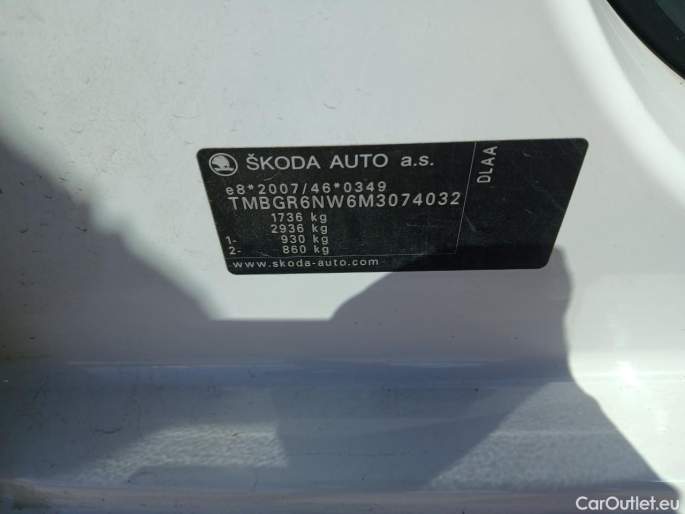 ŠKODA AUTO a.s.
e8*2007/46*0349
TMBGR6NW6M3074032
1736 kg
2936 kg
1- 930 kg
2- 860 kg
www.skoda-auto.com
DLAA
CarOutlet.eu